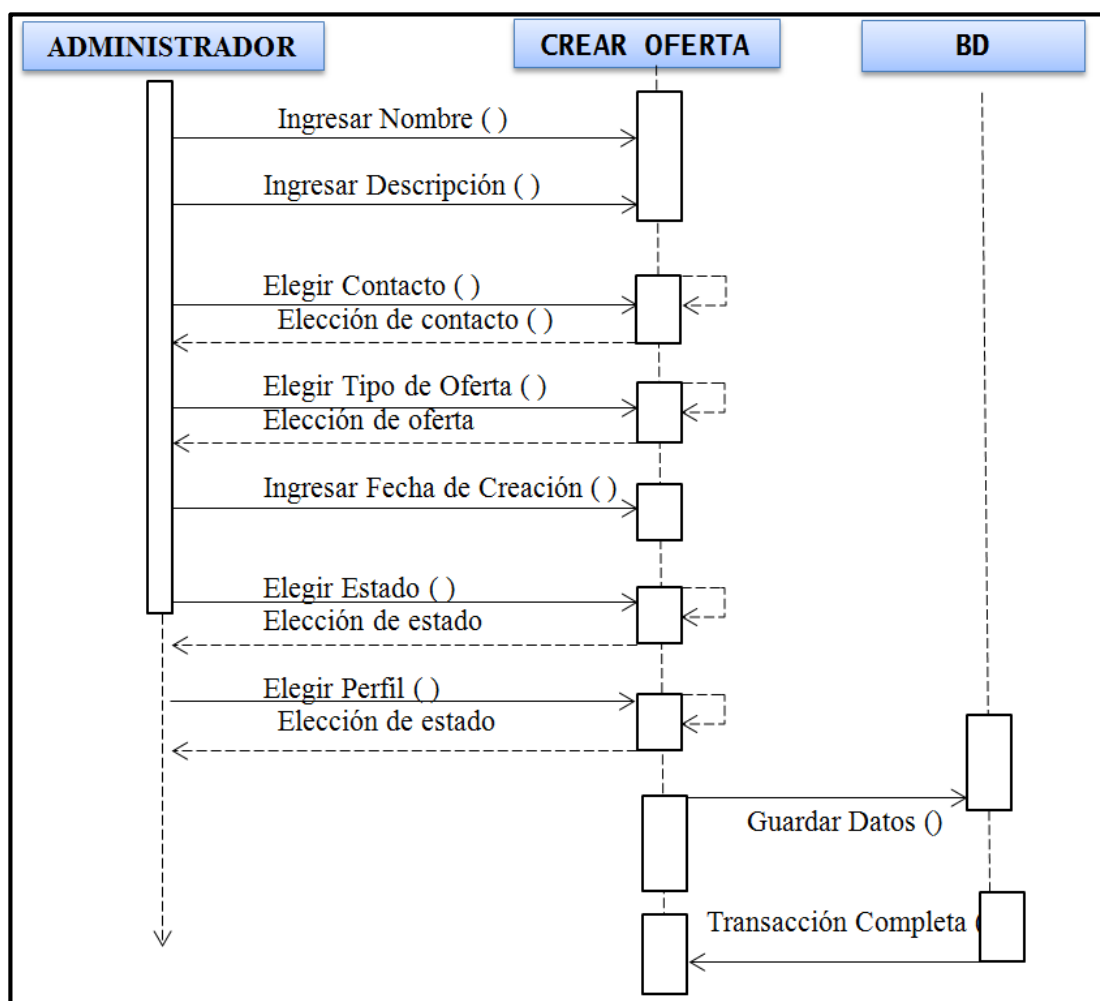 ADMINISTRADOR
CREAR OFERTA
BD
Ingresar Nombre ( )
Ingresar Descripción ( )
Elegir Contacto ( )
Elección de contacto ( )
Elegir Tipo de Oferta ( )
Elección de oferta
Ingresar Fecha de Creación ( )
Elegir Estado ( )
Elección de estado
Elegir Perfil ( )
Elección de estado
Guardar Datos ()
Transacción Completa (